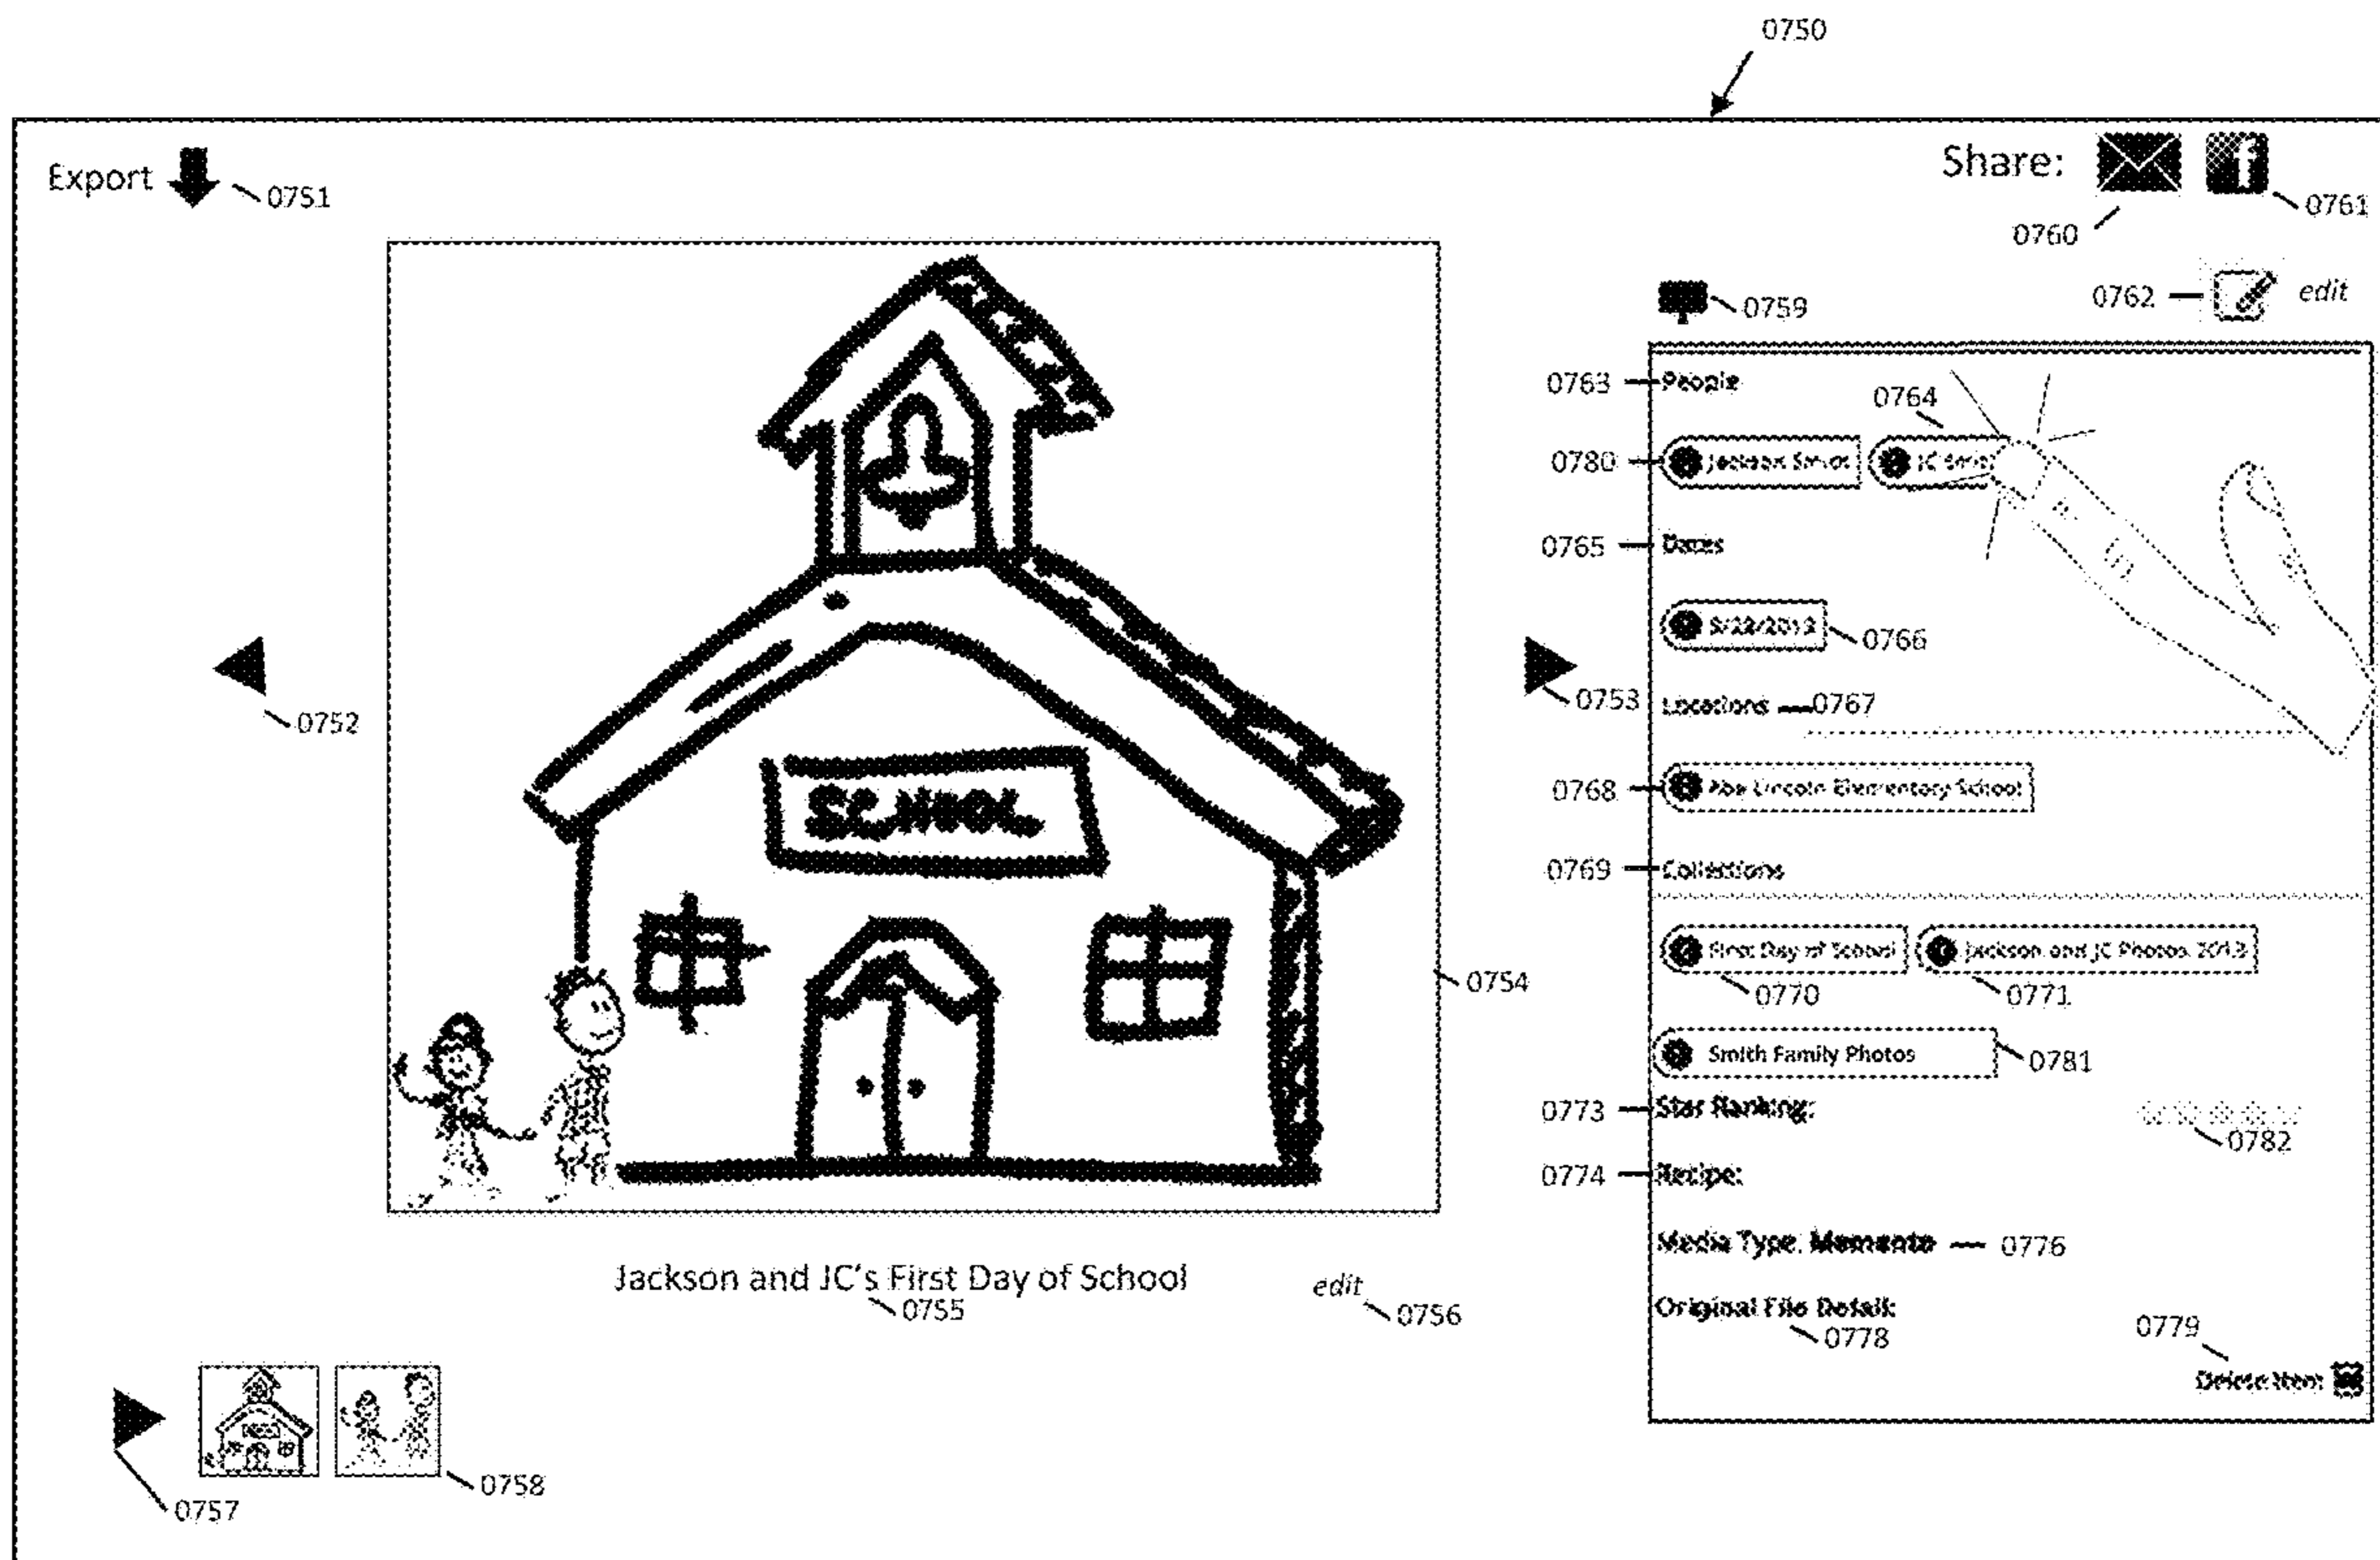 0750
Export 0751
Share: f
0760 0761
0759 0762 edit
0763 People
0764
0780 Jackson Smith JC Smit
0765 Dates
0766
0752 0753
Locations 0767
0768 Abe Lincoln Elementary School
0769 Collections
SCHOOL
First Day of School Jackson and JC Photos 2013
0754 0770 0771
Smith Family Photos 0781
0773 Star Ranking:
0782
0774 Recipe:
Media Type: Memento 0776
Jackson and JC's First Day of School edit
0755 0756
Original File Detail:
0778 0779
Delete Item
0758
0757